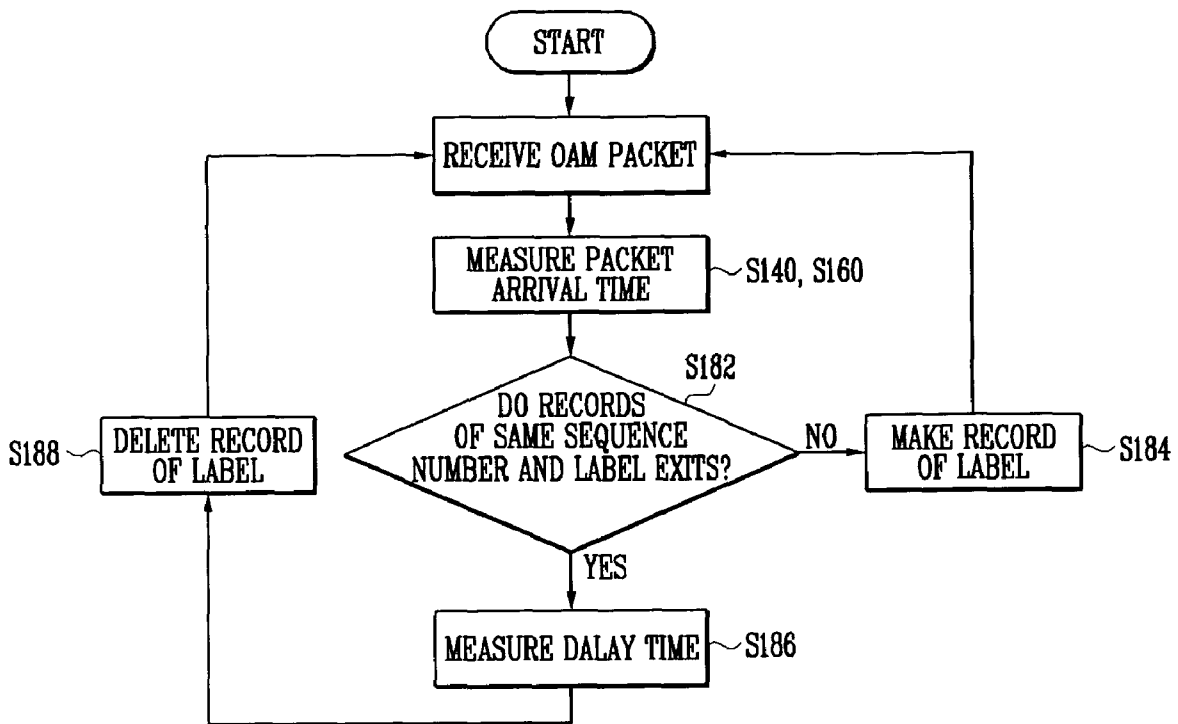 START
RECEIVE OAM PACKET
MEASURE PACKET
ARRIVAL TIME
S140, S160
S182
DO RECORDS
OF SAME SEQUENCE
NUMBER AND LABEL EXITS?
NO
MAKE RECORD
OF LABEL
S184
S188
DELETE RECORD
OF LABEL
YES
MEASURE DALAY TIME
S186